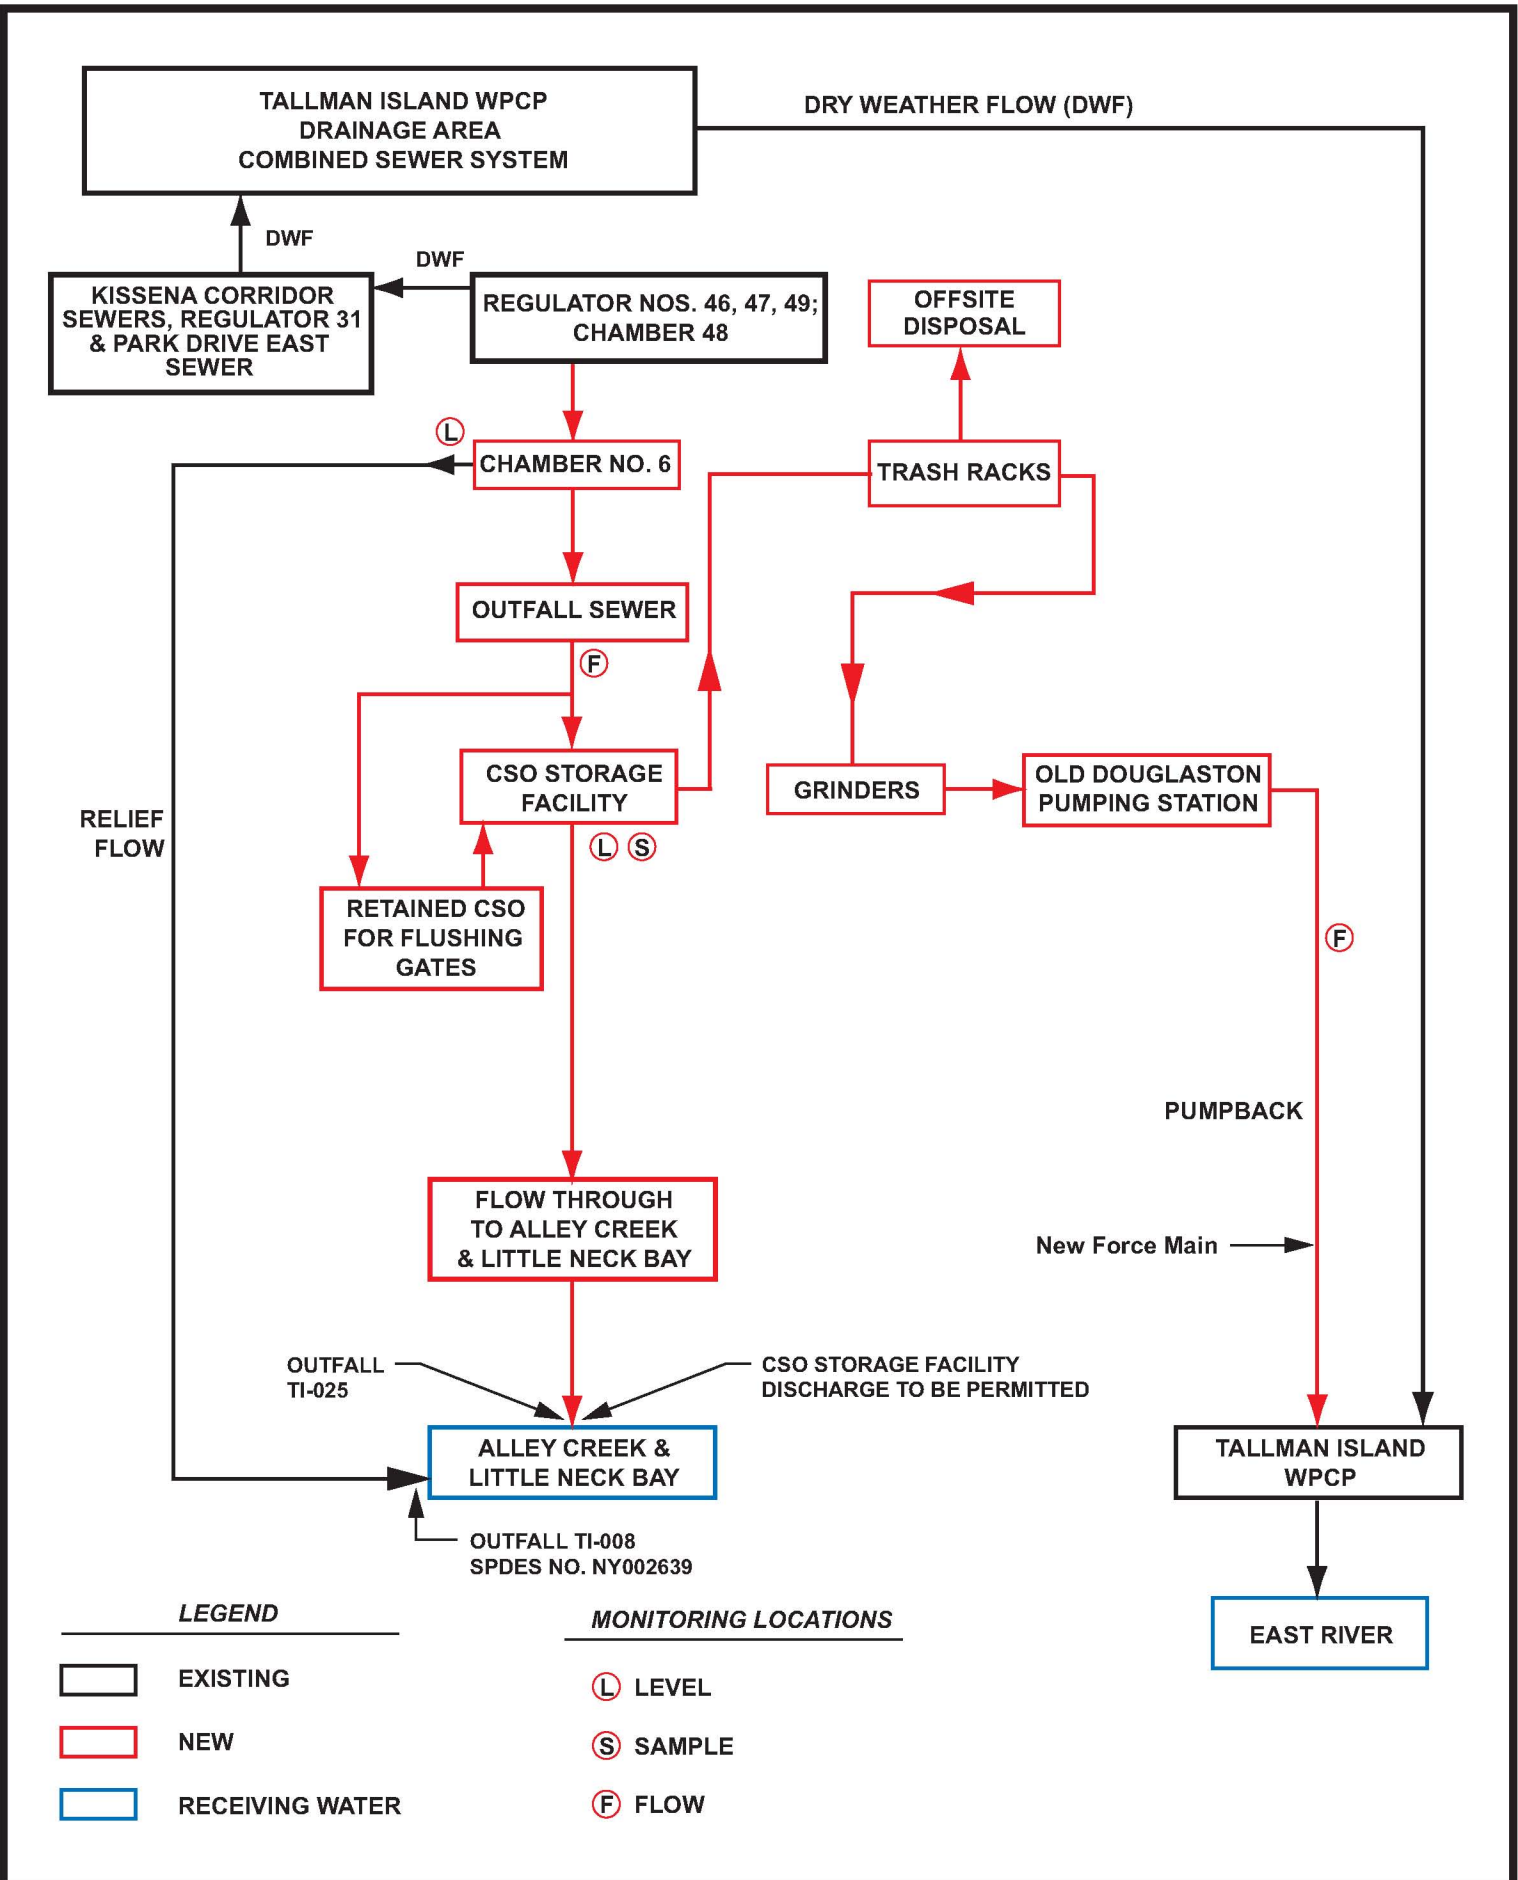 TALLMAN ISLAND WPCP
DRAINAGE AREA
COMBINED SEWER SYSTEM
DRY WEATHER FLOW (DWF)
DWF
DWF
KISSENA CORRIDOR
SEWERS, REGULATOR 31
& PARK DRIVE EAST
SEWER
REGULATOR NOS. 46, 47, 49;
CHAMBER 48
OFFSITE
DISPOSAL
L
CHAMBER NO. 6
TRASH RACKS
OUTFALL SEWER
F
CSO STORAGE
FACILITY
GRINDERS
OLD DOUGLASTON
PUMPING STATION
RELIEF
FLOW
L S
RETAINED CSO
FOR FLUSHING
GATES
F
PUMPBACK
FLOW THROUGH
TO ALLEY CREEK
& LITTLE NECK BAY
New Force Main
OUTFALL
TI-025
CSO STORAGE FACILITY
DISCHARGE TO BE PERMITTED
ALLEY CREEK &
LITTLE NECK BAY
TALLMAN ISLAND
WPCP
OUTFALL TI-008
SPDES NO. NY002639
EAST RIVER
LEGEND
EXISTING
NEW
RECEIVING WATER
MONITORING LOCATIONS
L LEVEL
S SAMPLE
F FLOW